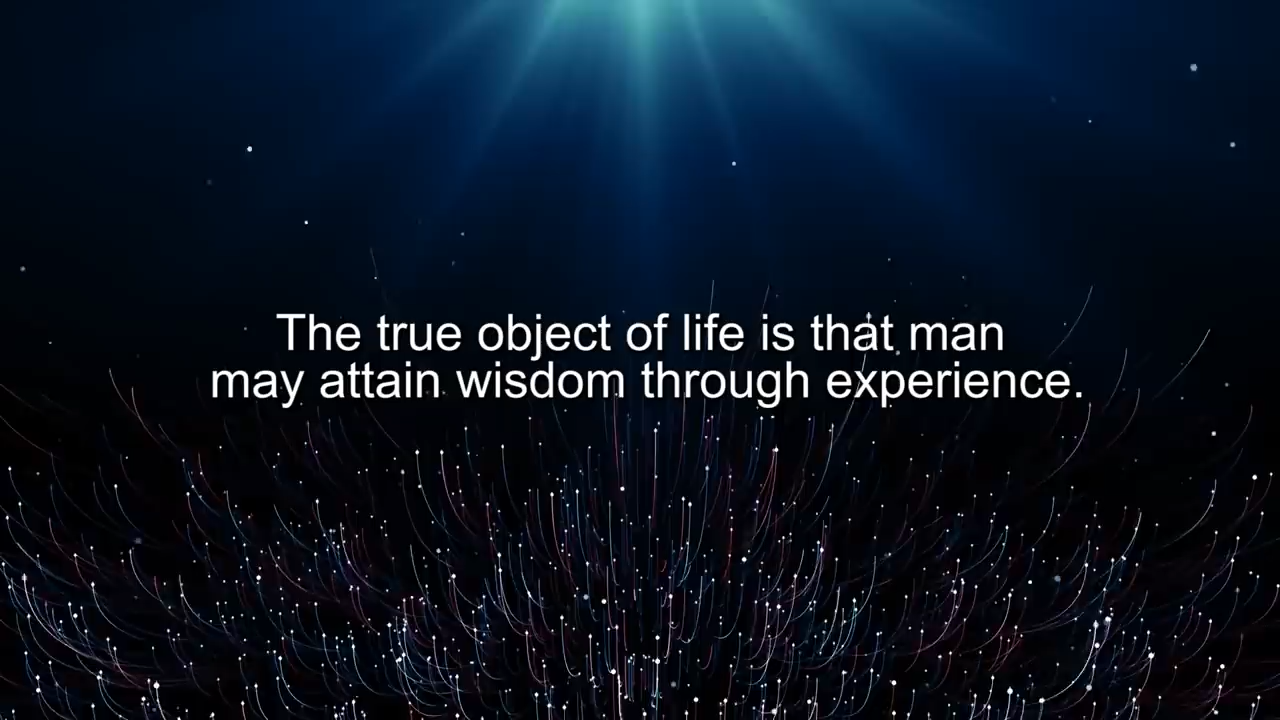 The true object of life is that man
may attain wisdom through experience.